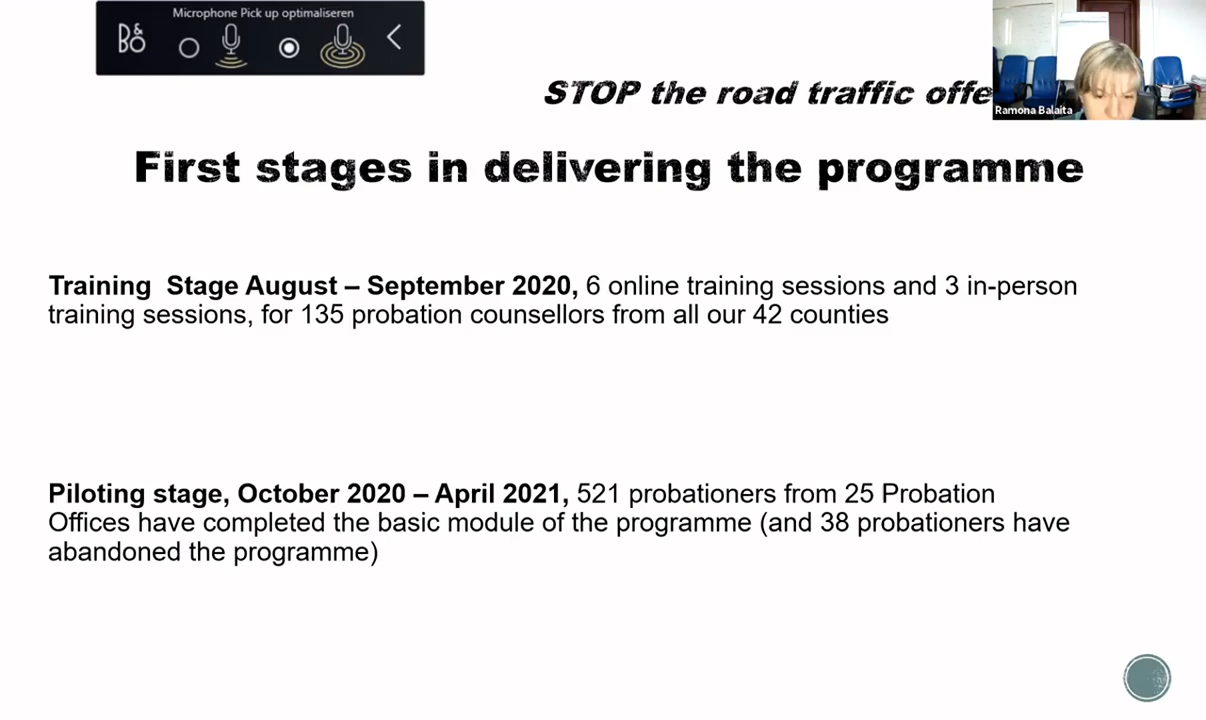 Microphone Pick up optimaliseren
B&O
STOP the road traffic offe
Ramona Balaita
First stages in delivering the programme
Training Stage August – September 2020, 6 online training sessions and 3 in-person
training sessions, for 135 probation counsellors from all our 42 counties
Piloting stage, October 2020 – April 2021, 521 probationers from 25 Probation
Offices have completed the basic module of the programme (and 38 probationers have
abandoned the programme)